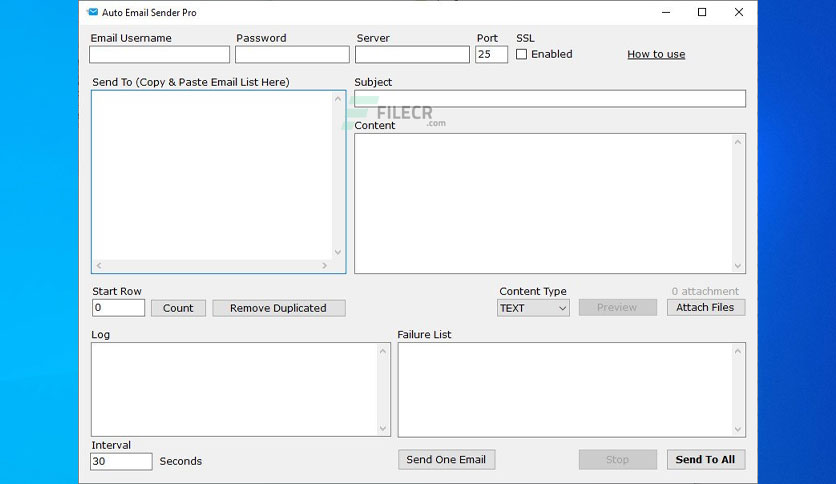 Auto Email Sender Pro
Email Username Password Server Port SSL
25 Enabled How to use
Send To (Copy & Paste Email List Here) Subject
FILECR
.com
Content
Start Row Content Type 0 attachment
0 Count Remove Duplicated TEXT Preview Attach Files
Log Failure List
Interval
30 Seconds Send One Email Stop Send To All